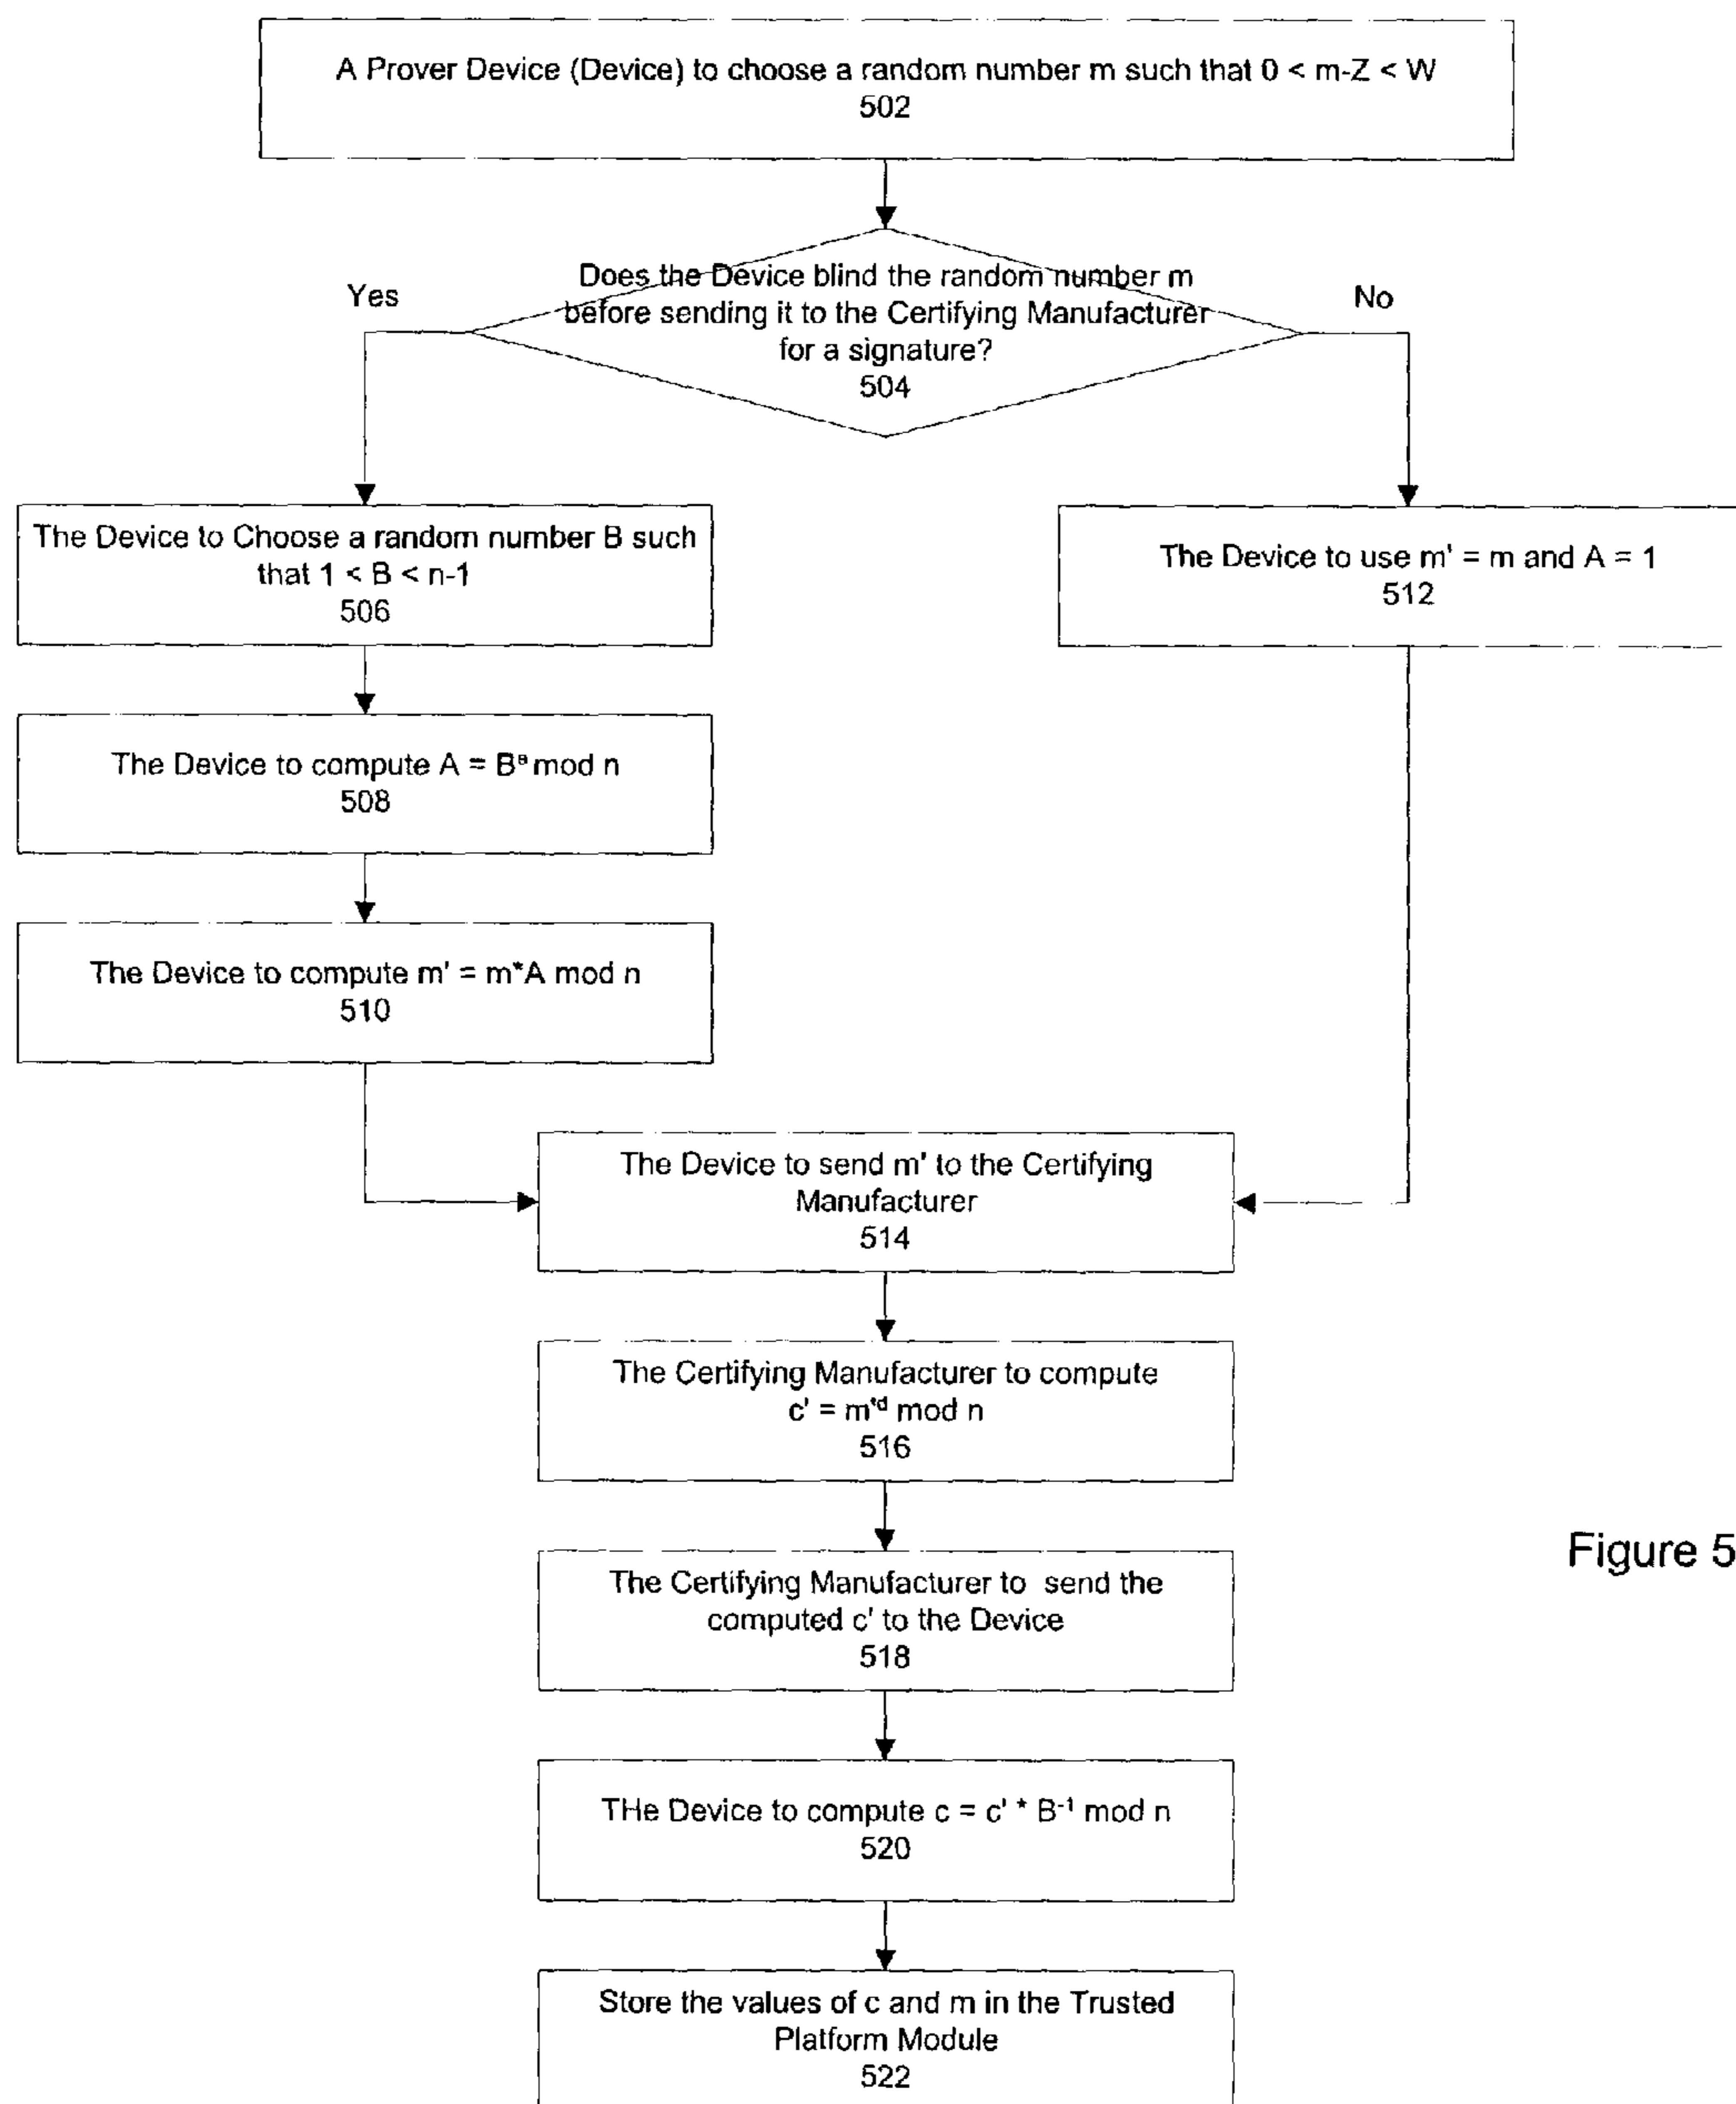 A Prover Device (Device) to choose a random number m such that 0 < m-Z < W
502
Does the Device blind the random number m
before sending it to the Certifying Manufacturer
for a signature?
504
Yes
No
The Device to Choose a random number B such
that 1 < B < n-1
506
The Device to use m' = m and A = 1
512
The Device to compute A = Bᵉ mod n
508
The Device to compute m' = m*A mod n
510
The Device to send m' to the Certifying
Manufacturer
514
The Certifying Manufacturer to compute
c' = m'ᵈ mod n
516
Figure 5
The Certifying Manufacturer to send the
computed c' to the Device
518
THe Device to compute c = c' * B⁻¹ mod n
520
Store the values of c and m in the Trusted
Platform Module
522